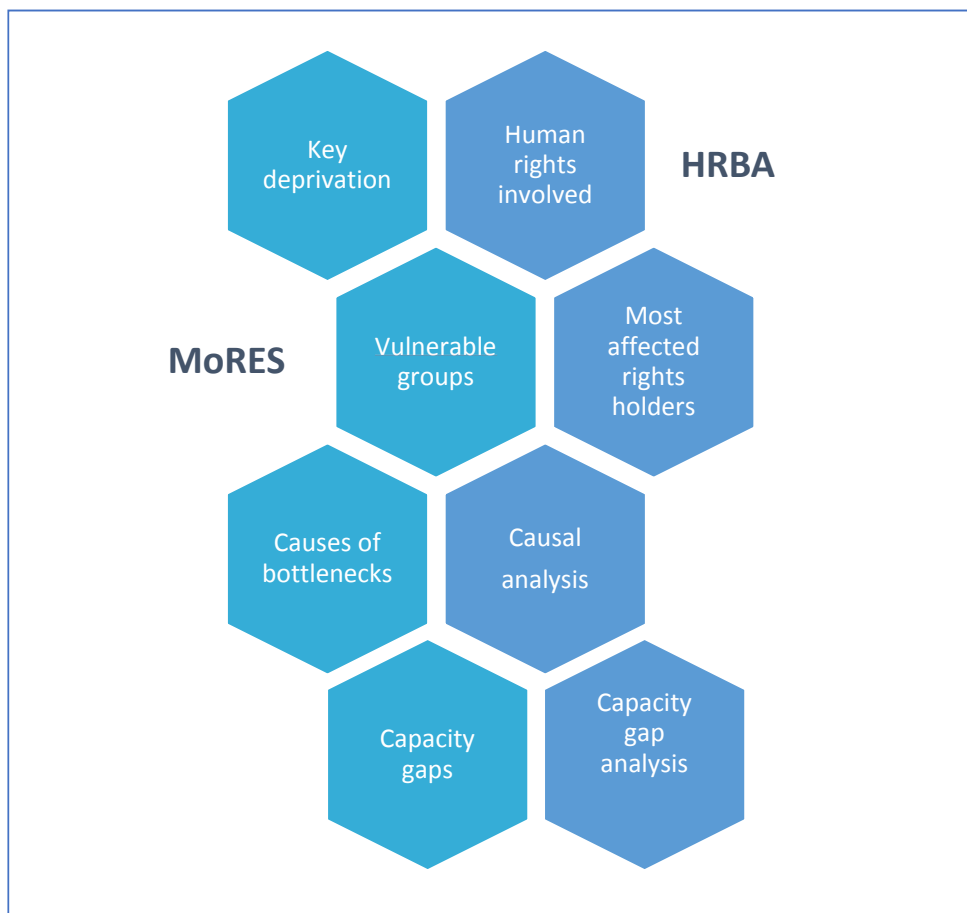 Key
deprivation
Human
rights
involved
HRBA
MoRES
Vulnerable
groups
Most
affected
rights
holders
Causes of
bottlenecks
Causal
analysis
Capacity
gaps
Capacity
gap
analysis